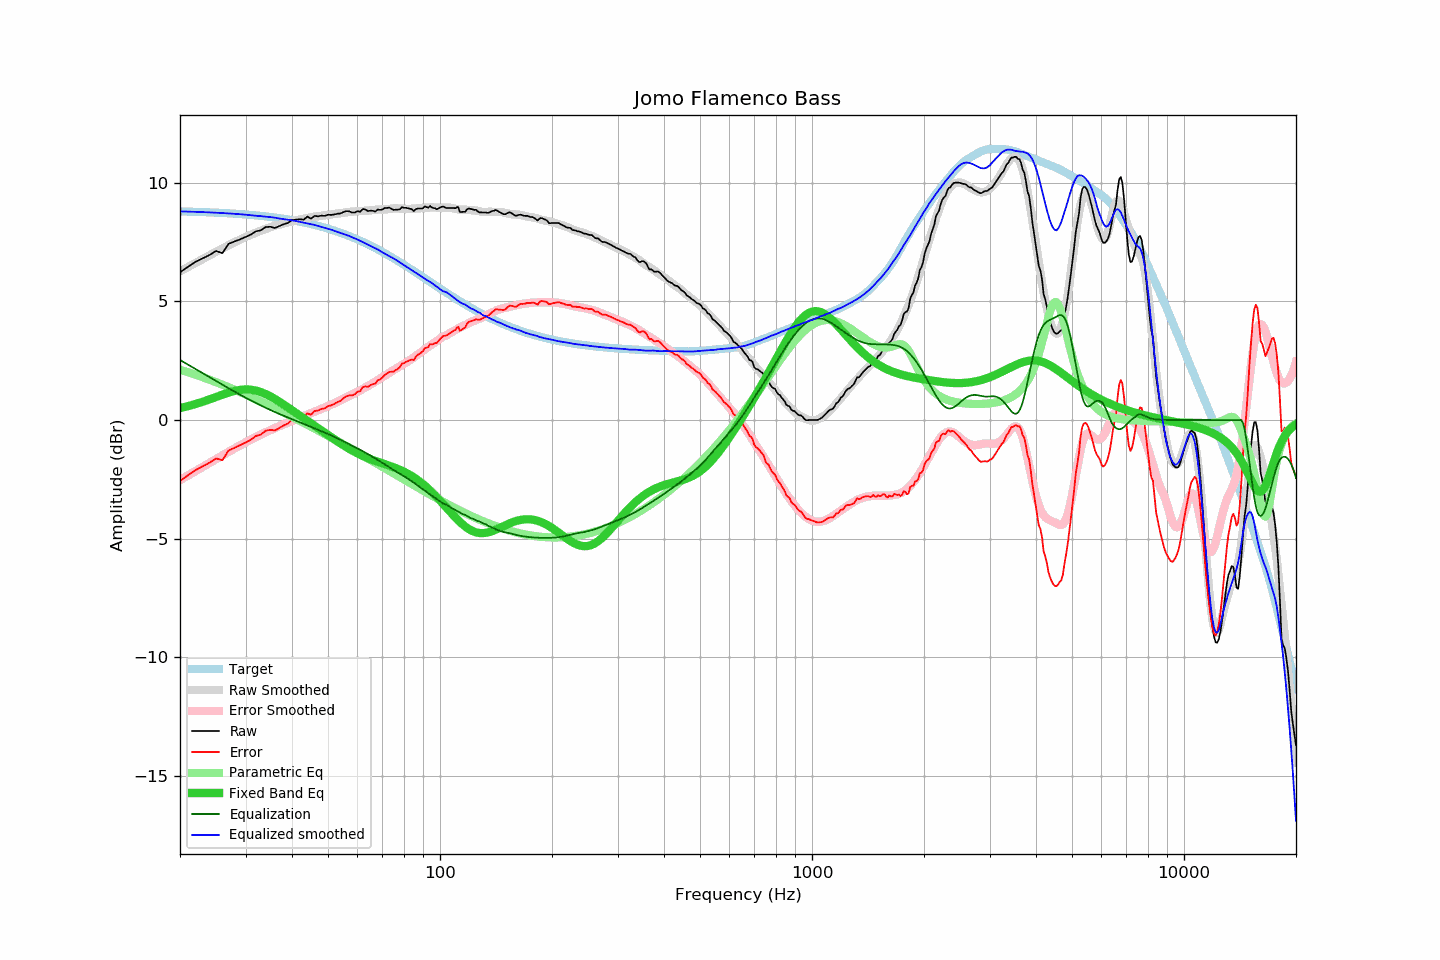 Jomo Flamenco Bass
Amplitude (dBr)
10
5
0
−5
−10
−15
Target
Raw Smoothed
Error Smoothed
Raw
Error
Parametric Eq
Fixed Band Eq
Equalization
Equalized smoothed
100
1000
10000
Frequency (Hz)